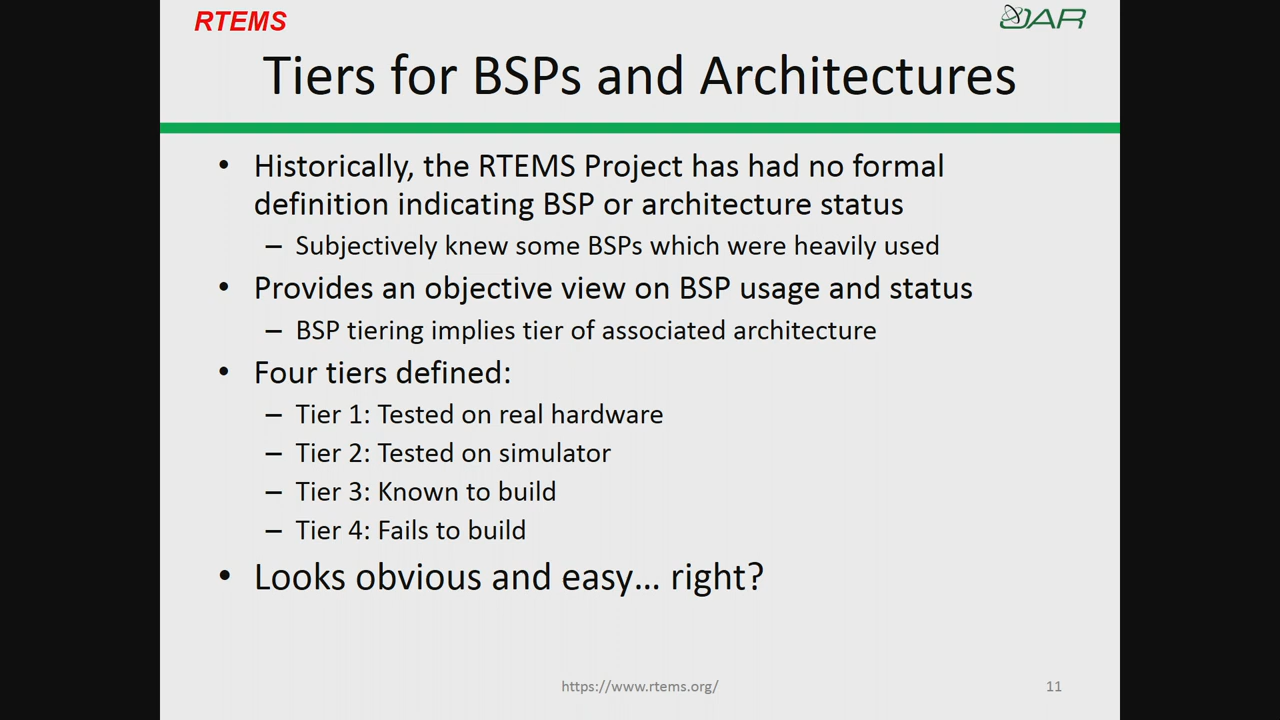 RTEMS
OAR
Tiers for BSPs and Architectures
• Historically, the RTEMS Project has had no formal
definition indicating BSP or architecture status
– Subjectively knew some BSPs which were heavily used
• Provides an objective view on BSP usage and status
– BSP tiering implies tier of associated architecture
• Four tiers defined:
– Tier 1: Tested on real hardware
– Tier 2: Tested on simulator
– Tier 3: Known to build
– Tier 4: Fails to build
• Looks obvious and easy… right?
https://www.rtems.org/
11